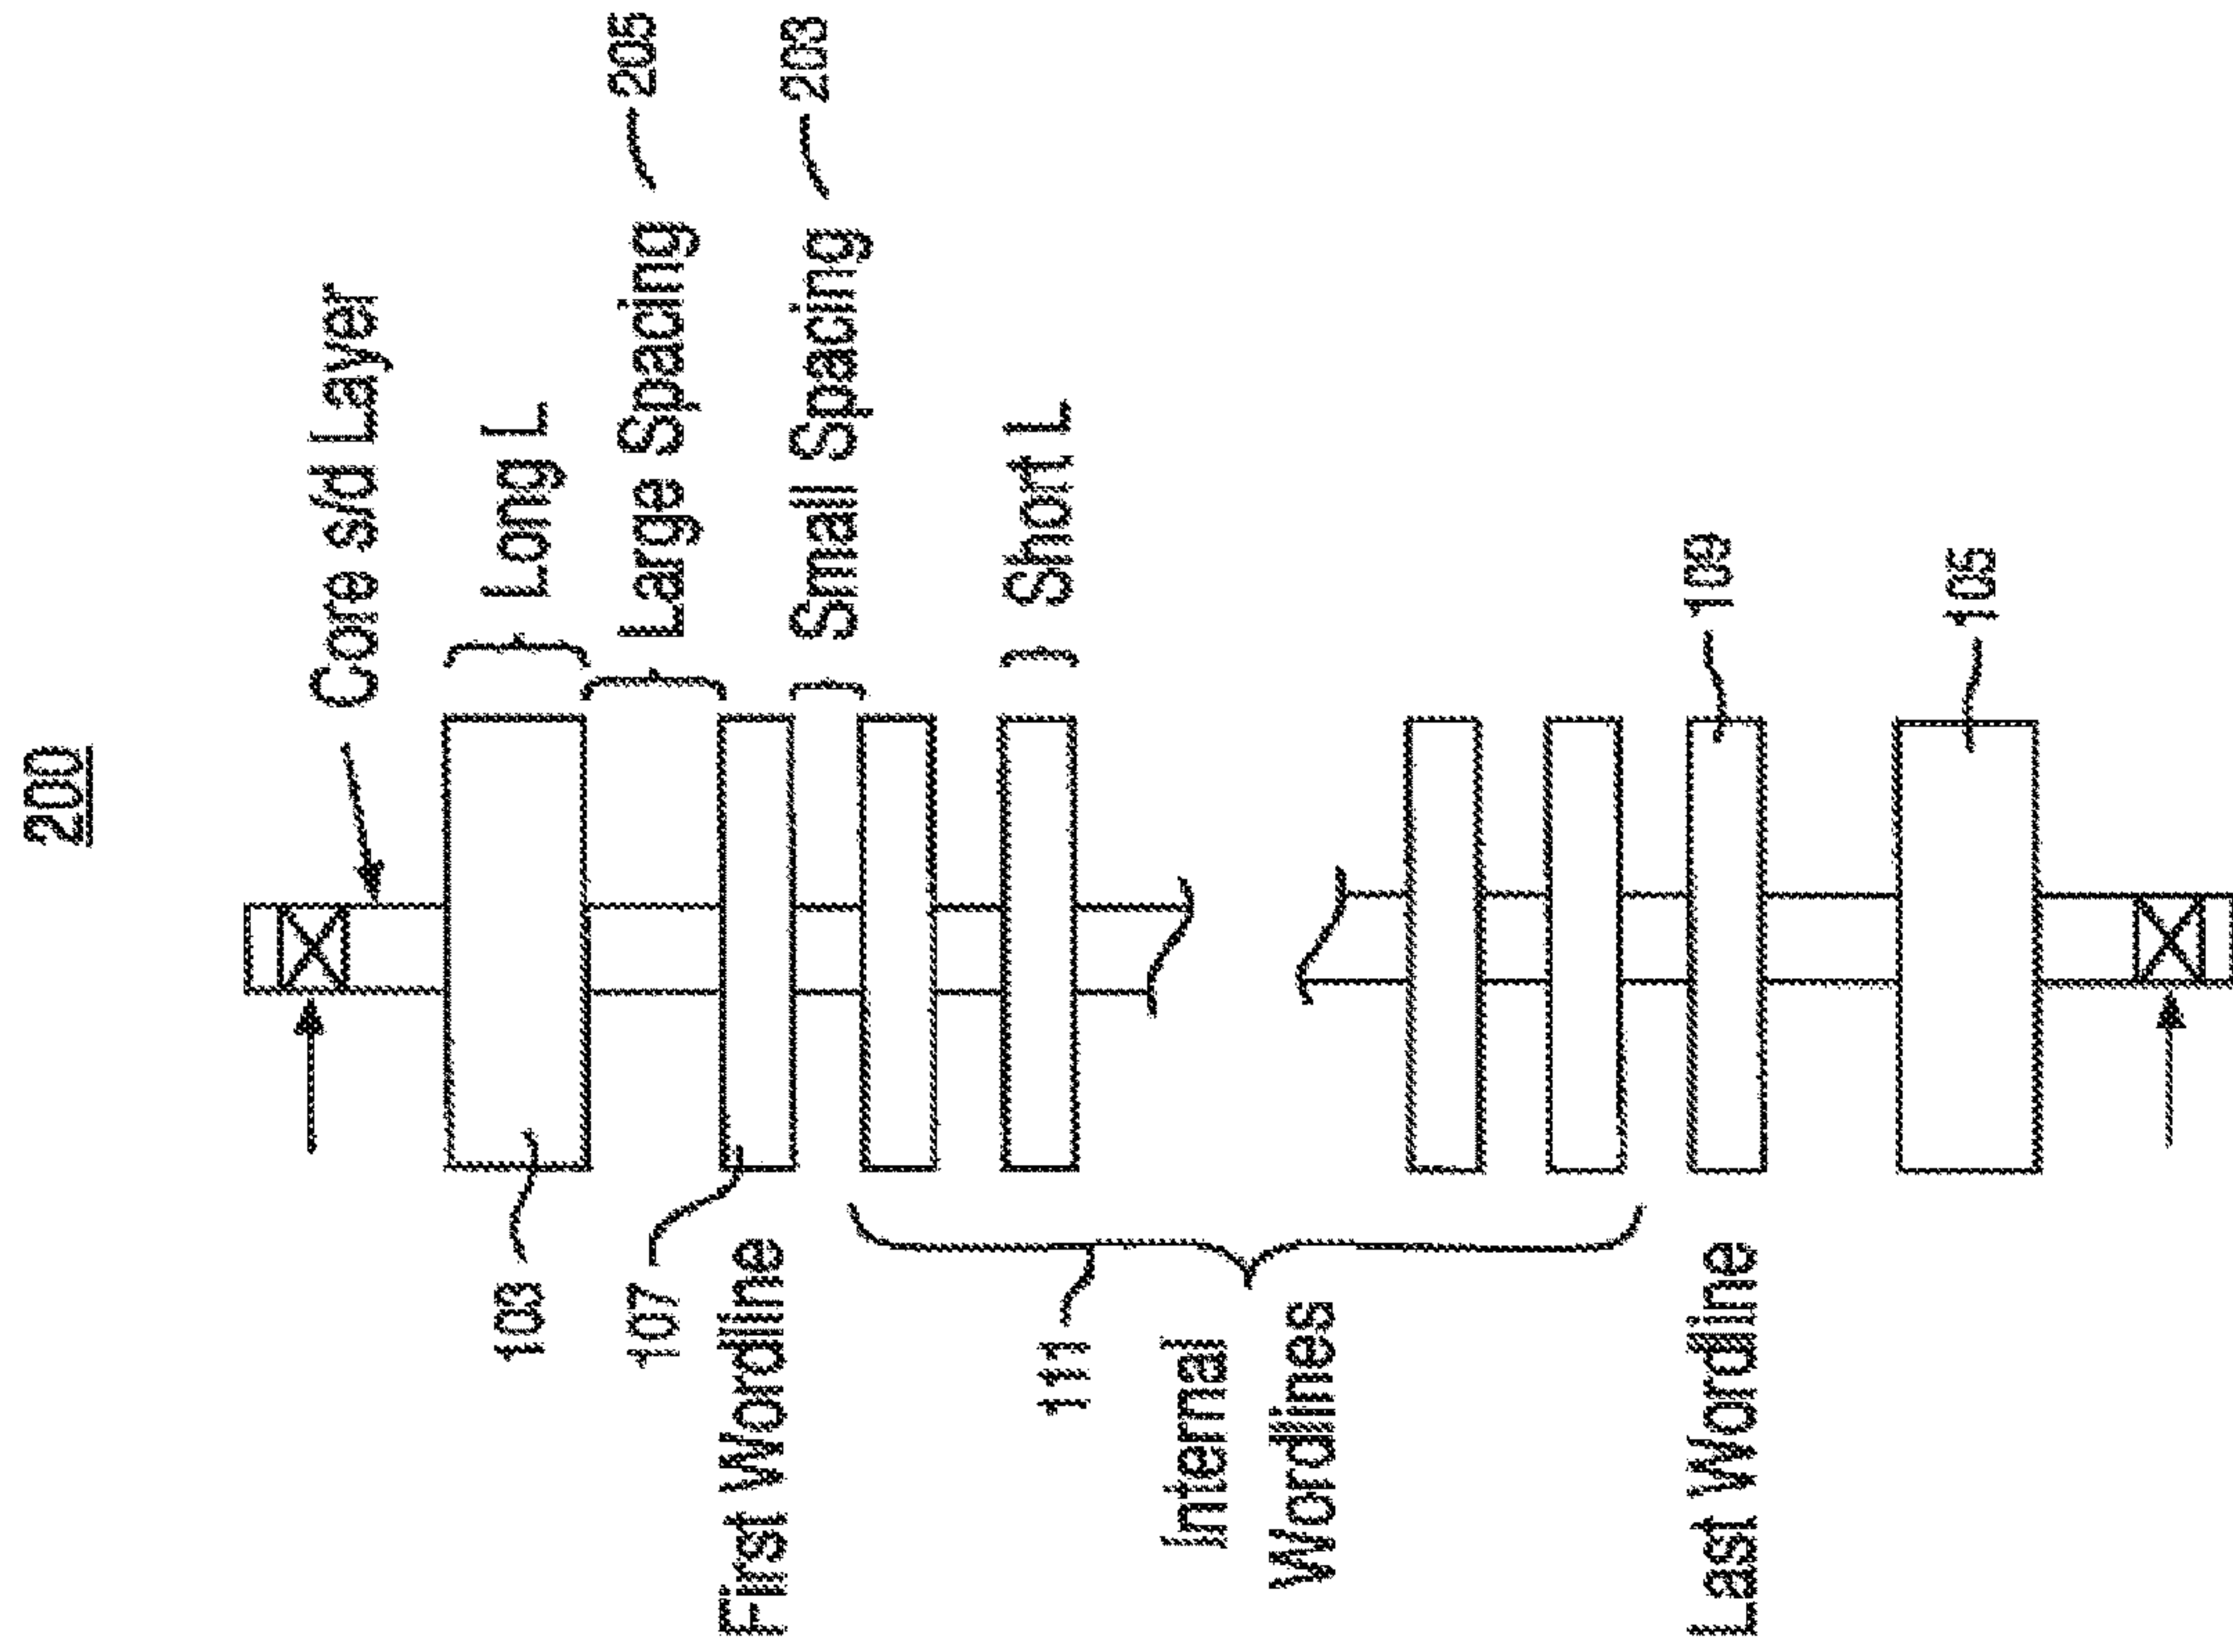 200
Core s/d Layer
Long L
Large Spacing
205
Small Spacing
203
Short L
109
105
103
107
First Wordline
111
Internal
Wordlines
Last Wordline